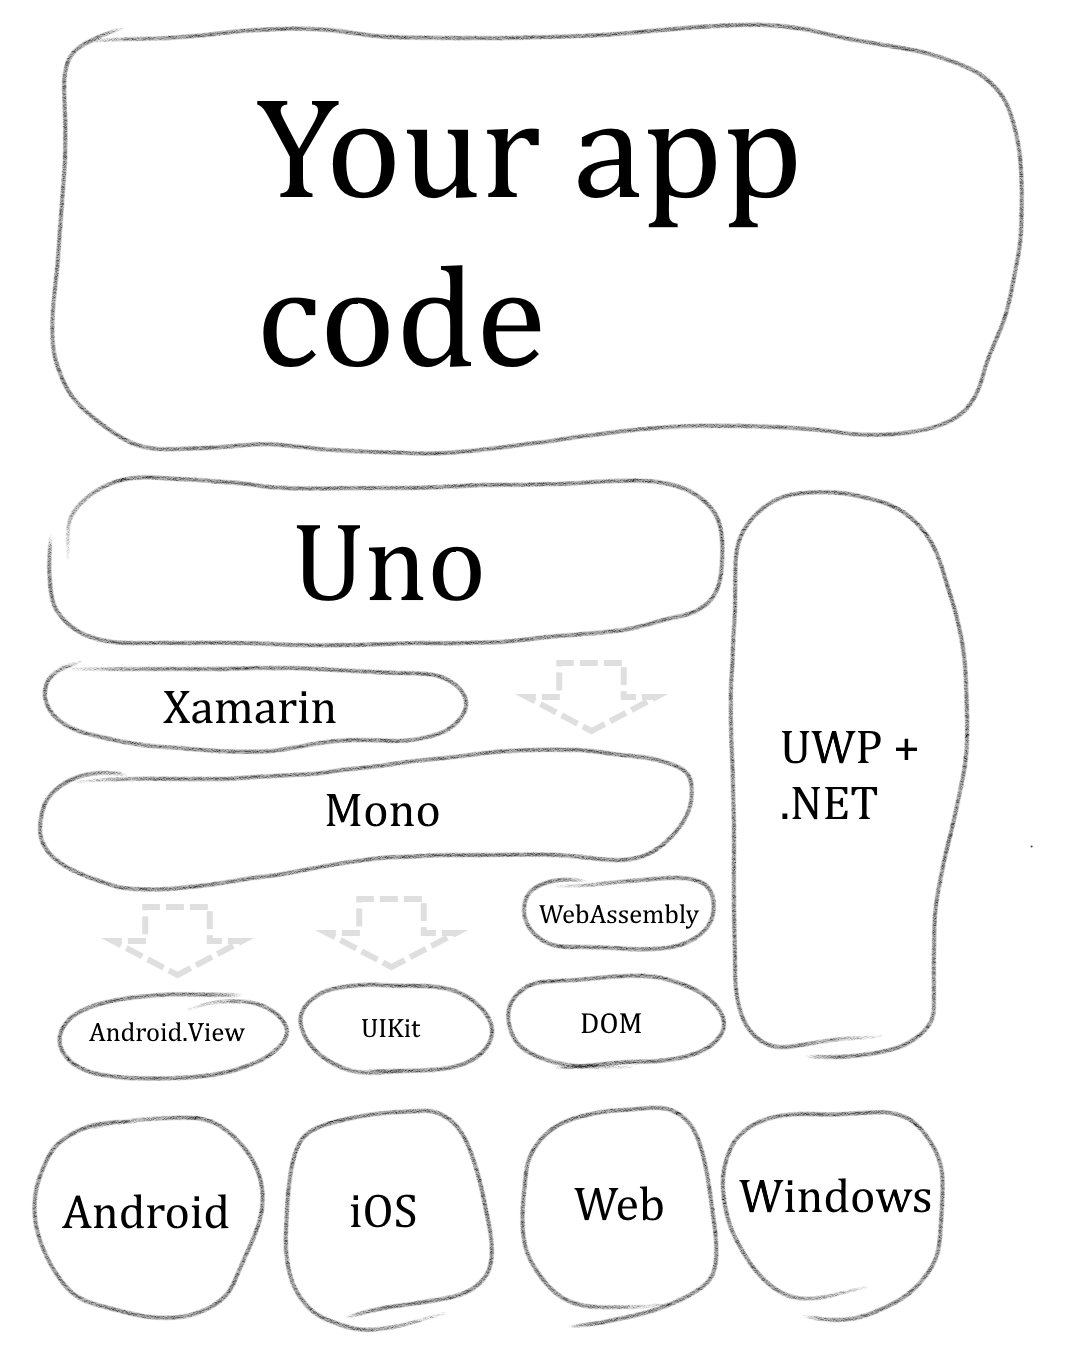 Your app
code
Uno
Xamarin
UWP +
.NET
Mono
WebAssembly
Android.View
UIKit
DOM
Android
iOS
Web
Windows